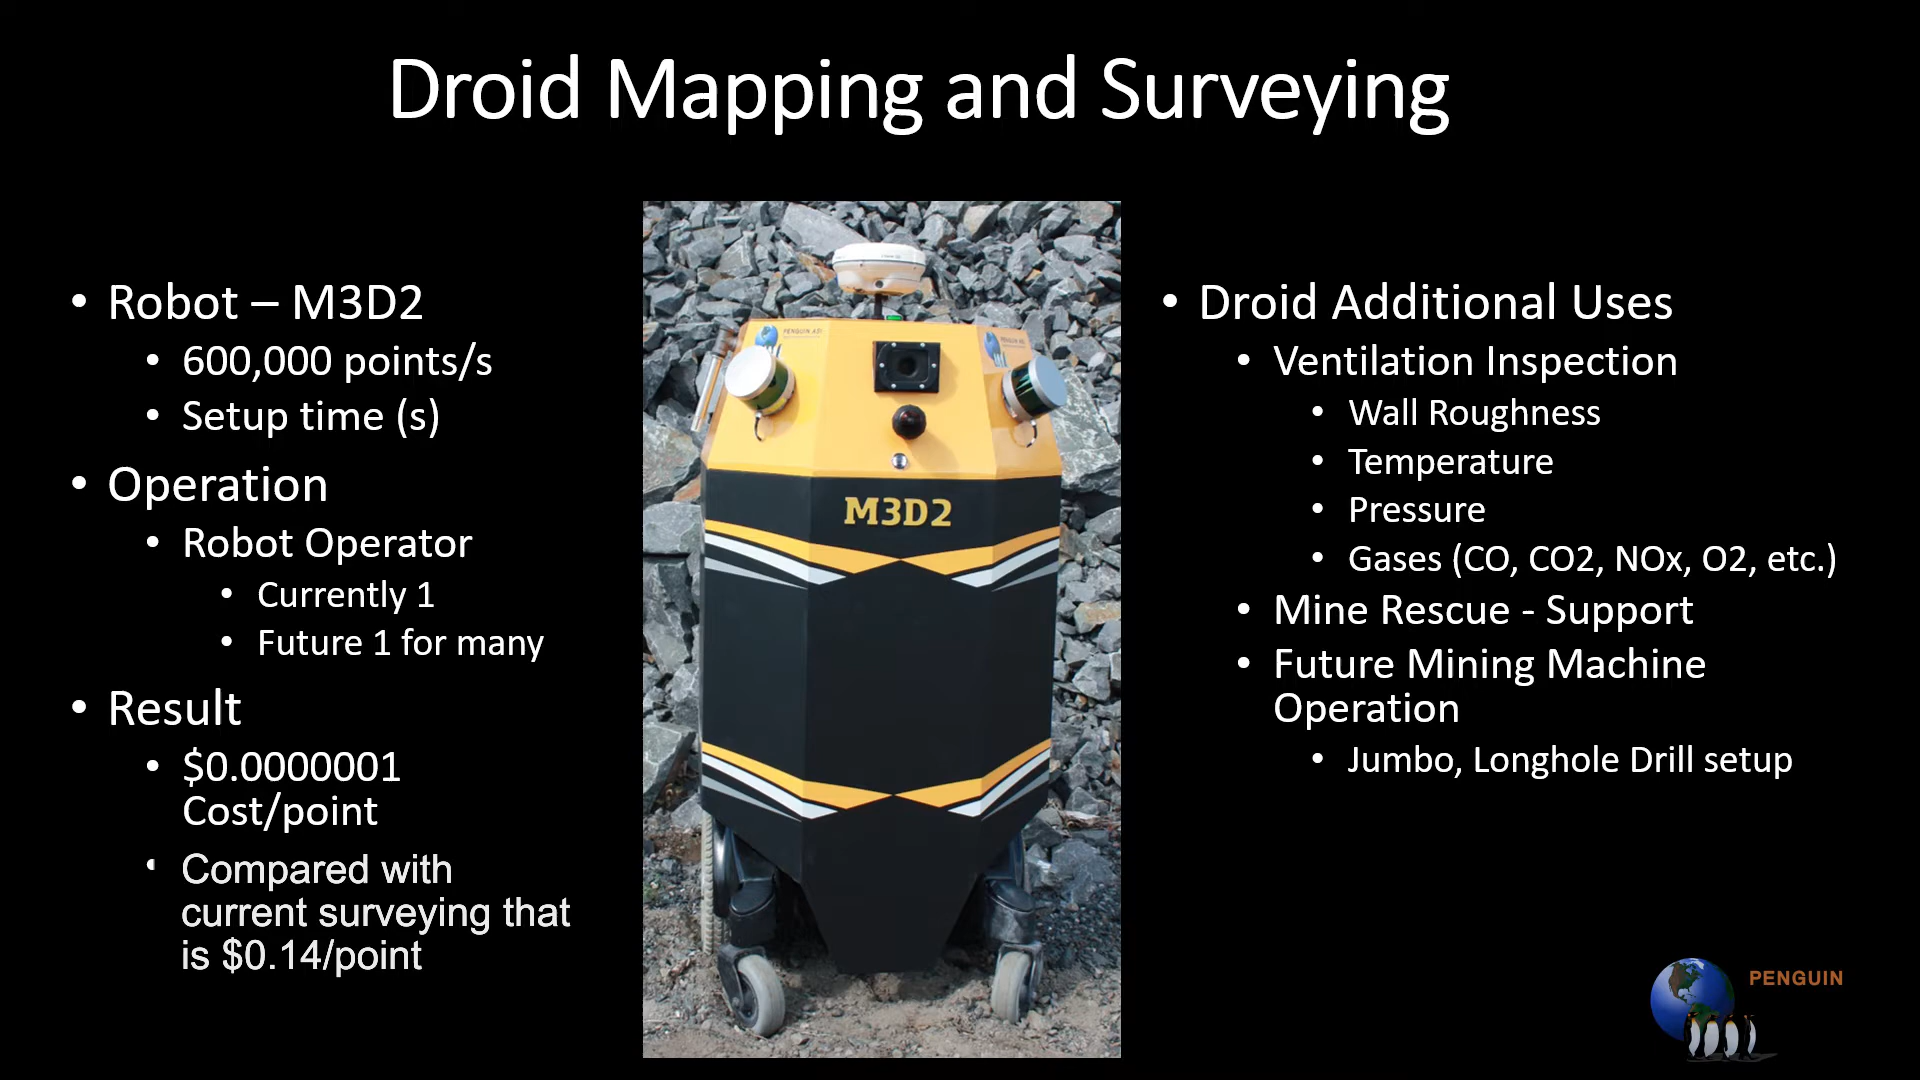 Droid Mapping and Surveying
• Robot – M3D2
• 600,000 points/s
• Setup time (s)
• Operation
• Robot Operator
• Currently 1
• Future 1 for many
• Result
• $0.0000001
Cost/point
• Compared with
current surveying that
is $0.14/point
PENGUIN ASI
M3D2
• Droid Additional Uses
• Ventilation Inspection
• Wall Roughness
• Temperature
• Pressure
• Gases (CO, CO2, NOx, O2, etc.)
• Mine Rescue - Support
• Future Mining Machine
Operation
• Jumbo, Longhole Drill setup
PENGUIN